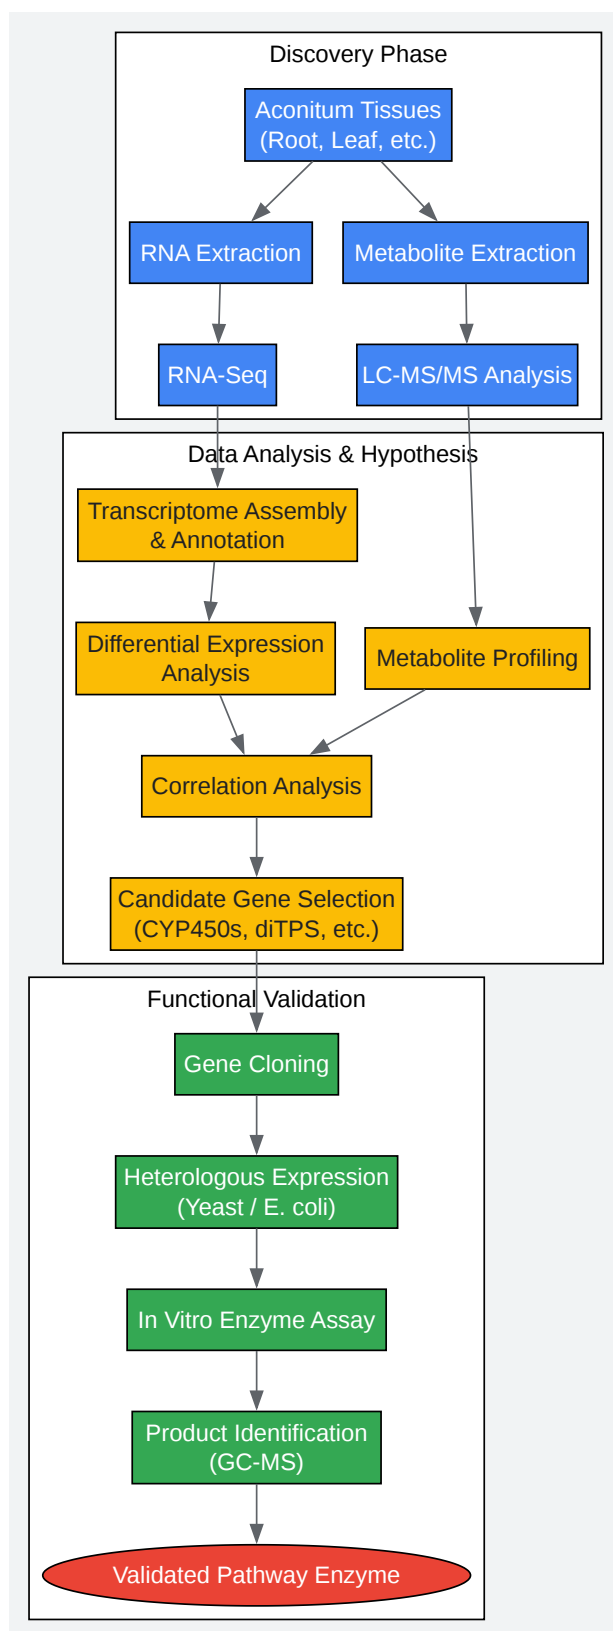 Discovery Phase
Aconitum Tissues
(Root, Leaf, etc.)
RNA Extraction
Metabolite Extraction
RNA-Seq
LC-MS/MS Analysis
Data Analysis & Hypothesis
Transcriptome Assembly
& Annotation
Differential Expression
Analysis
Metabolite Profiling
Correlation Analysis
Candidate Gene Selection
(CYP450s, diTPS, etc.)
Functional Validation
Gene Cloning
Heterologous Expression
(Yeast / E. coli)
In Vitro Enzyme Assay
Product Identification
(GC-MS)
Validated Pathway Enzyme